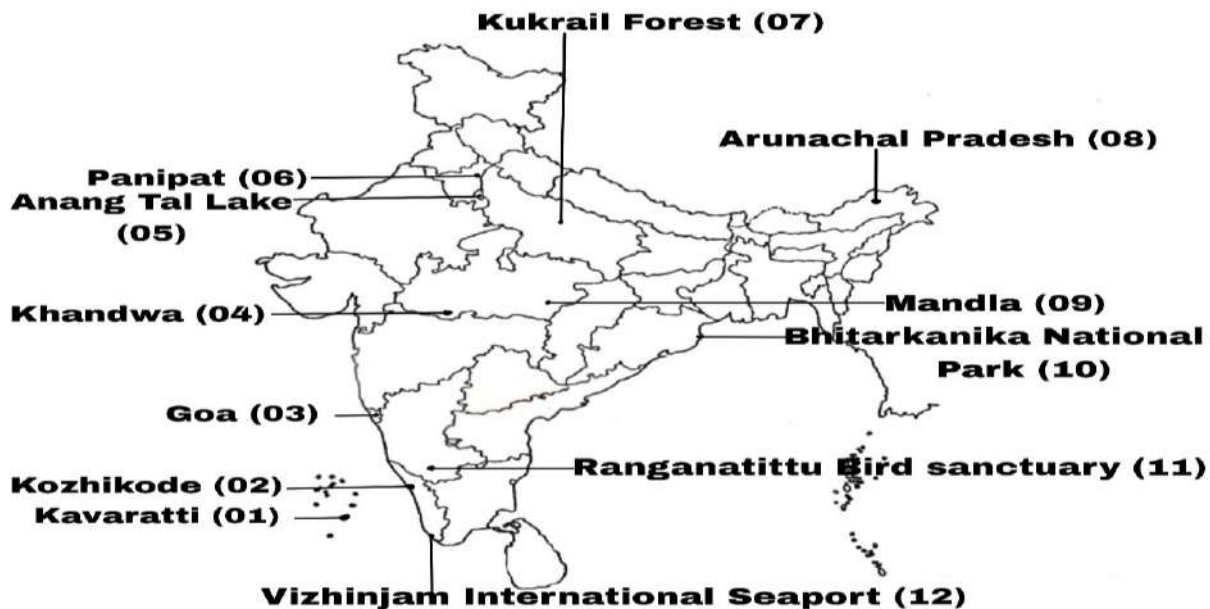 Kukrail Forest (07)
Arunachal Pradesh (08)
Panipat (06)
Anang Tal Lake
(05)
Khandwa (04)
Mandla (09)
Bhitarkanika National
Park (10)
Goa (03)
Ranganatittu Bird sanctuary (11)
Kozhikode (02)
Kavaratti (01)
Vizhinjam International Seaport (12)